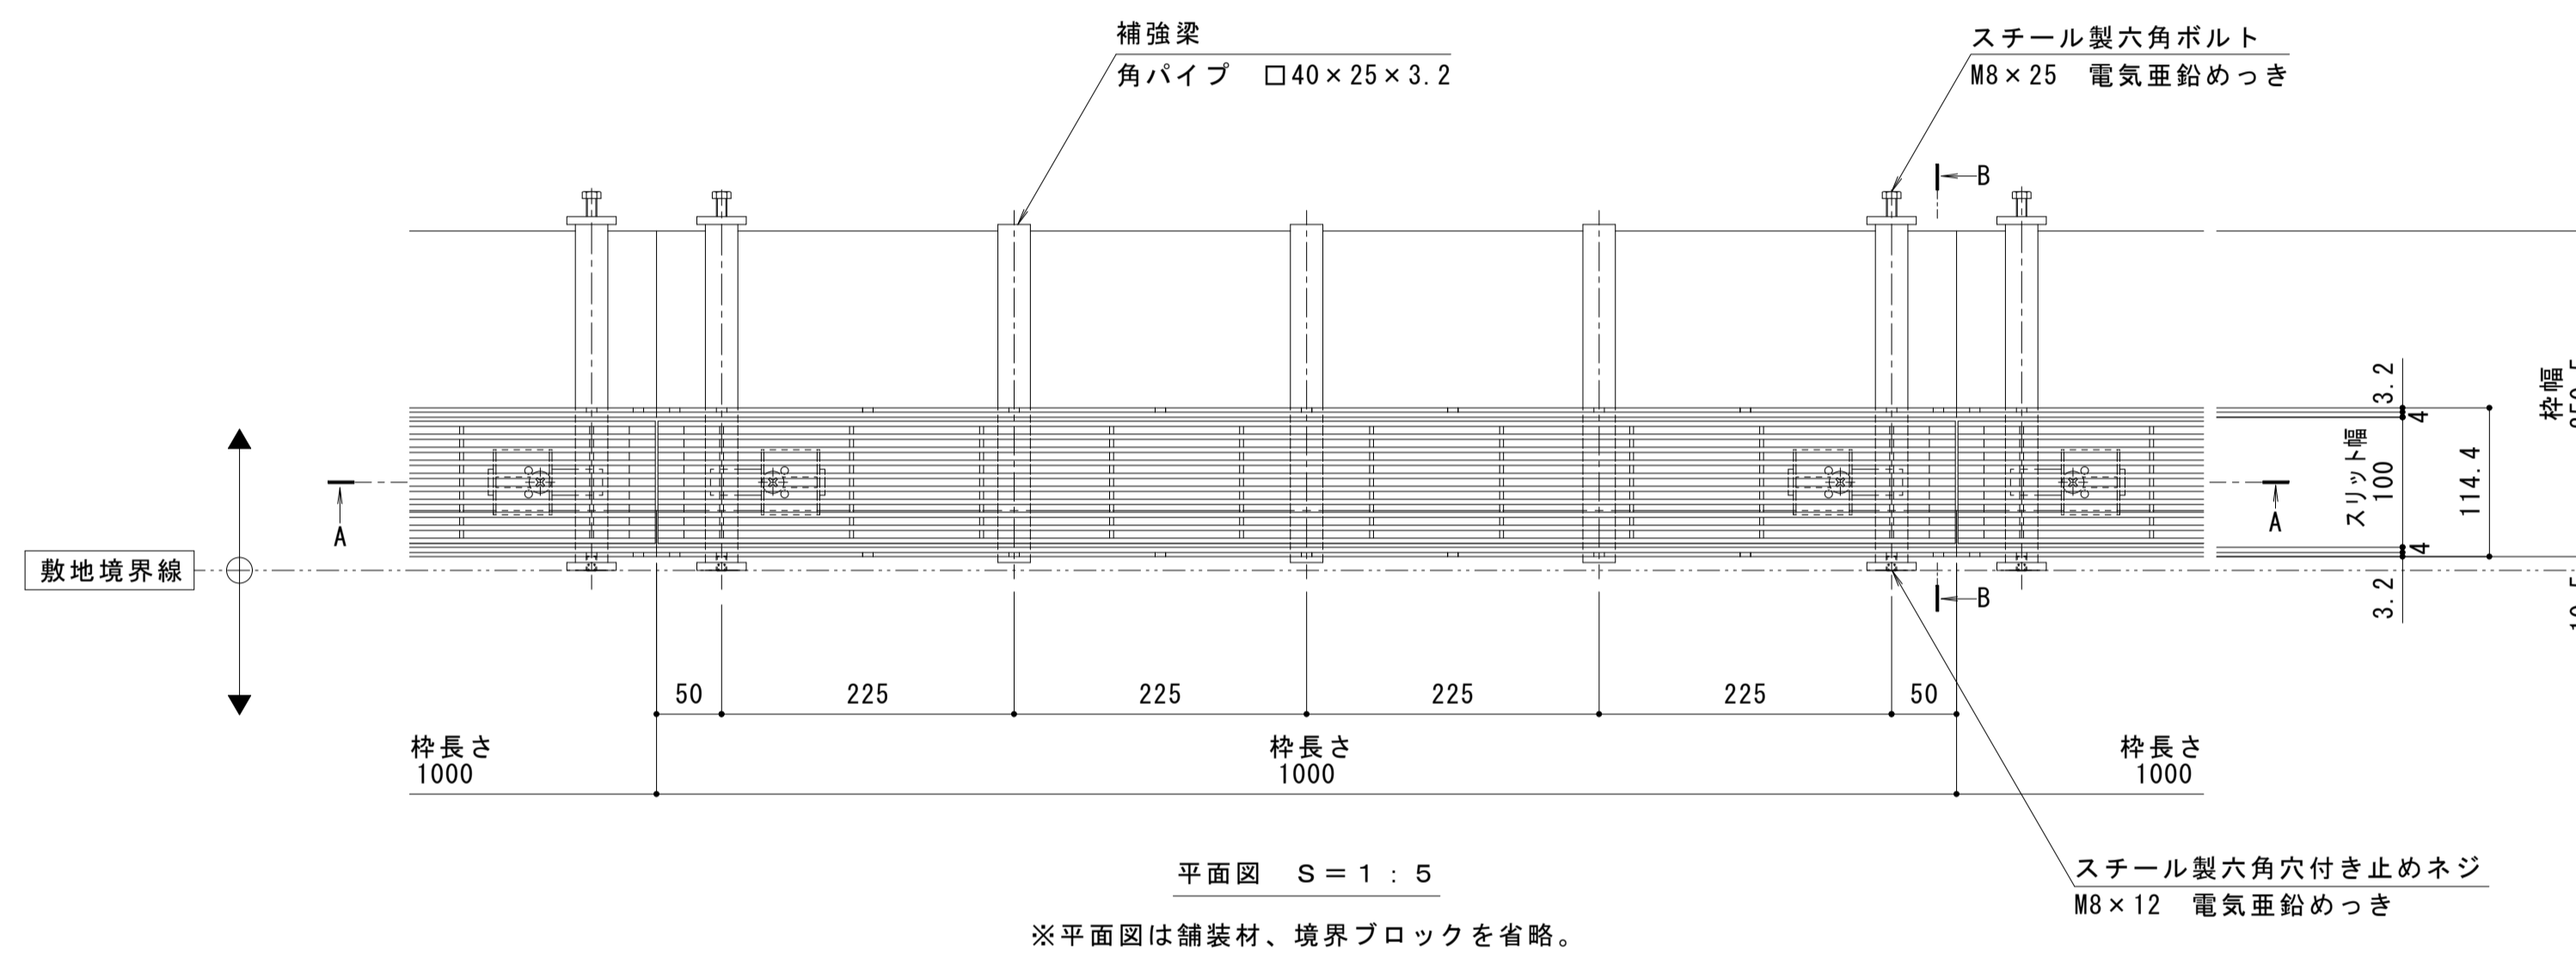 補強梁
角パイプ □40×25×3.2
スチール製六角ボルト
M8×25 電気亜鉛めっき
B
3.2
4
枠幅
スリット幅
100
114.4
A
A
敷地境界線
4
3.2
B
50
225
225
225
225
50
枠長さ
1000
枠長さ
1000
枠長さ
1000
平面図 S=1:5
※平面図は舗装材、境界ブロックを省略。
スチール製六角穴付き止めネジ
M8×12 電気亜鉛めっき